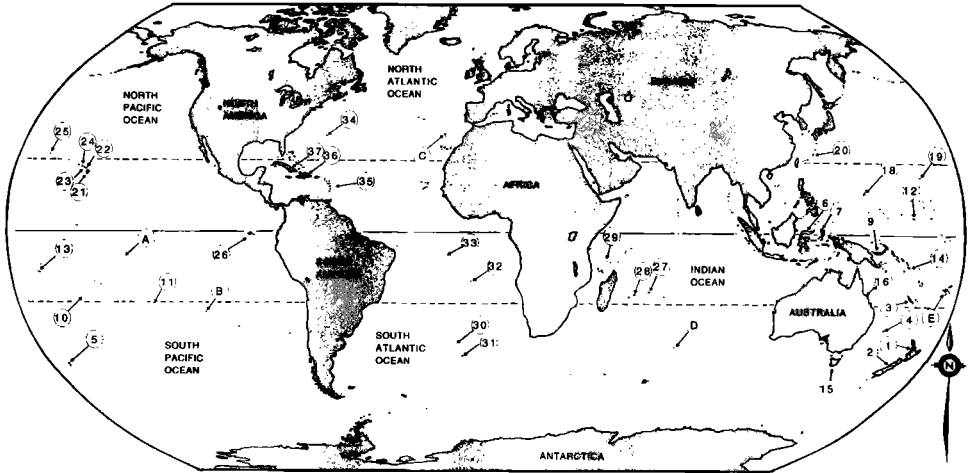 NORTH
PACIFIC
OCEAN
NORTH
ATLANTIC
OCEAN
NORTH
AMERICA
25
24
22
23
21
34
37
36
35
C
AFRICA
20
18
19
12
6
7
9
13
A
26
33
32
29
28
27
INDIAN
OCEAN
14
16
3
4
E
AUSTRALIA
10
11
B
5
30
31
D
2
1
15
N
SOUTH
PACIFIC
OCEAN
SOUTH
ATLANTIC
OCEAN
ANTARCTICA